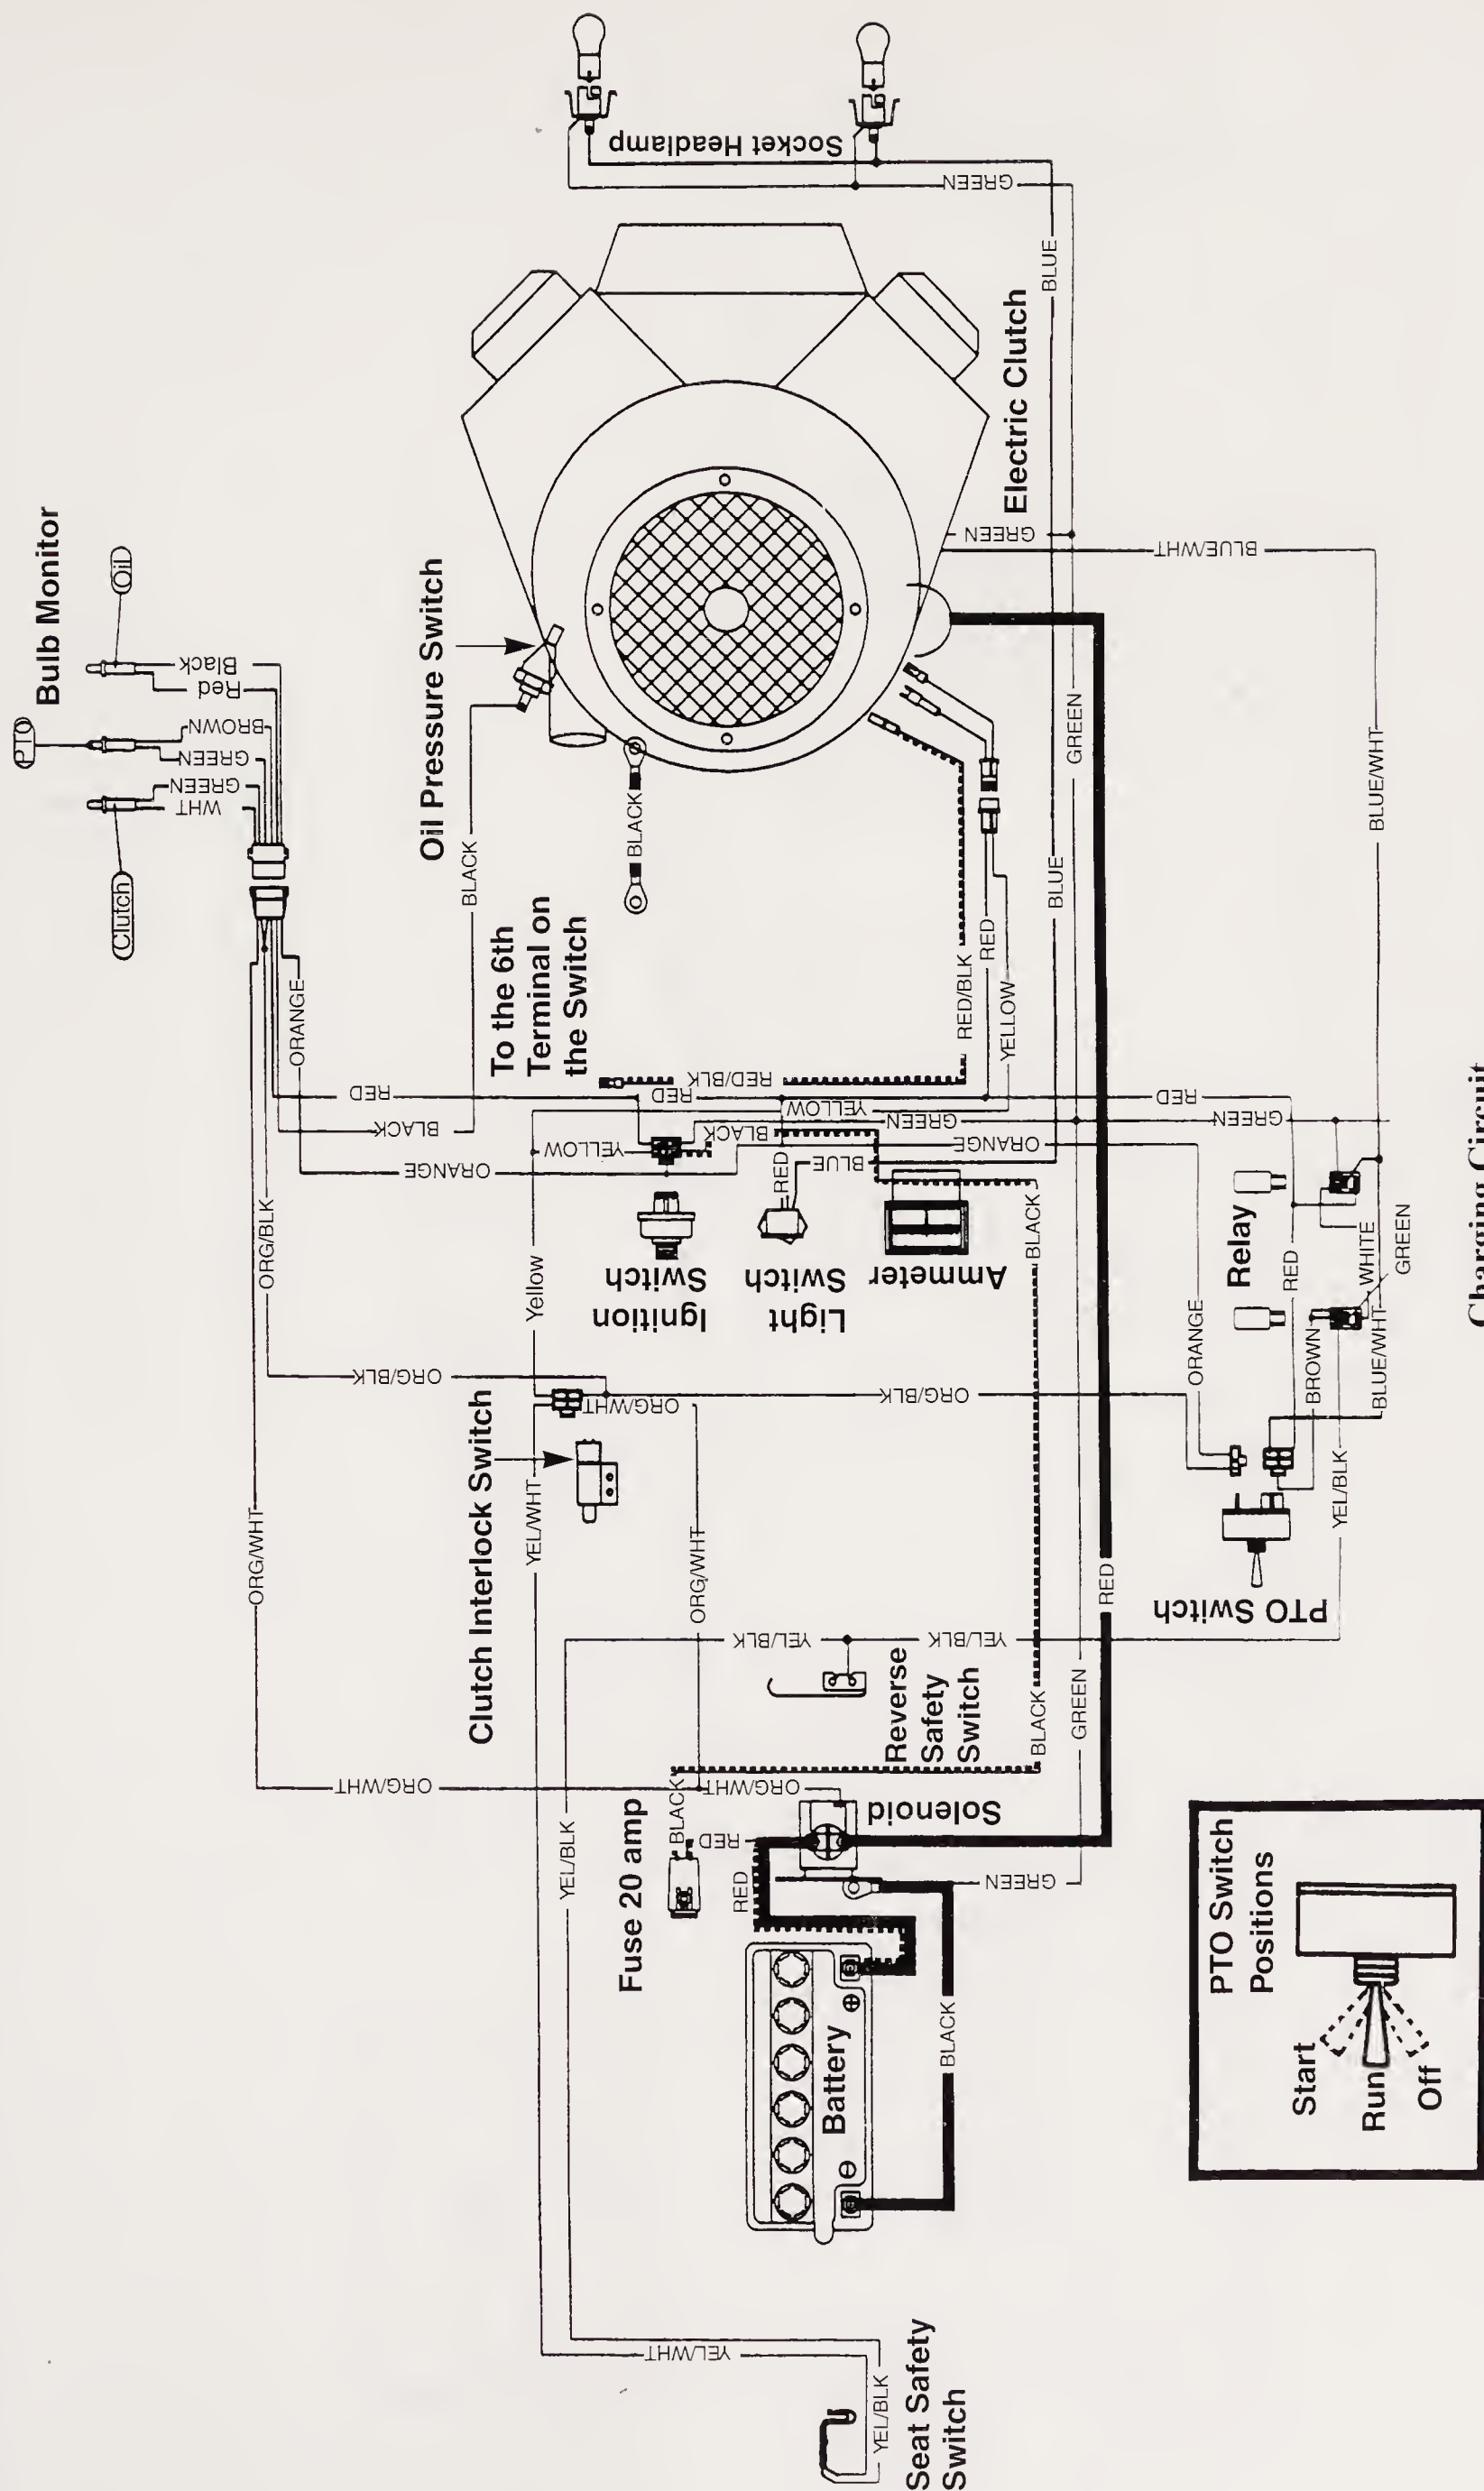 Bulb Monitor
Oil
PTO
Clutch
Black
Red
BROWN
GREEN
GREEN
WHT
Socket Headlamp
GREEN
BLUE
Oil Pressure Switch
BLACK
BLACK
Electric Clutch
GREEN
BLUE/WHT
To the 6th
Terminal on
the Switch
RED/BLK
RED
YELLOW
BLUE
GREEN
BLUE/WHT
ORANGE
RED
BLACK
ORANGE
RED/BLK
RED
YELLOW
GREEN
BLACK
YELLOW
ORANGE
RED
BLUE
RED
GREEN
ORG/BLK
Yellow
Ignition
Switch
Light
Switch
Ammeter
BLACK
Relay
RED
WHITE
GREEN
ORANGE
BROWN
BLUE/WHT
ORG/BLK
ORG/WHT
ORG/BLK
Clutch Interlock Switch
YEL/WHT
ORG/WHT
ORG/WHT
YEL/BLK
PTO Switch
RED
YEL/BLK
YEL/BLK
Reverse
Safety
Switch
BLACK
GREEN
ORG/WHT
BLACK
ORG/WHT
Solenoid
Fuse 20 amp
RED
RED
GREEN
YEL/BLK
Battery
BLACK
YEL/WHT
YEL/BLK
Seat Safety
Switch
PTO Switch
Positions
Start
Run
Off
Charging Circuit